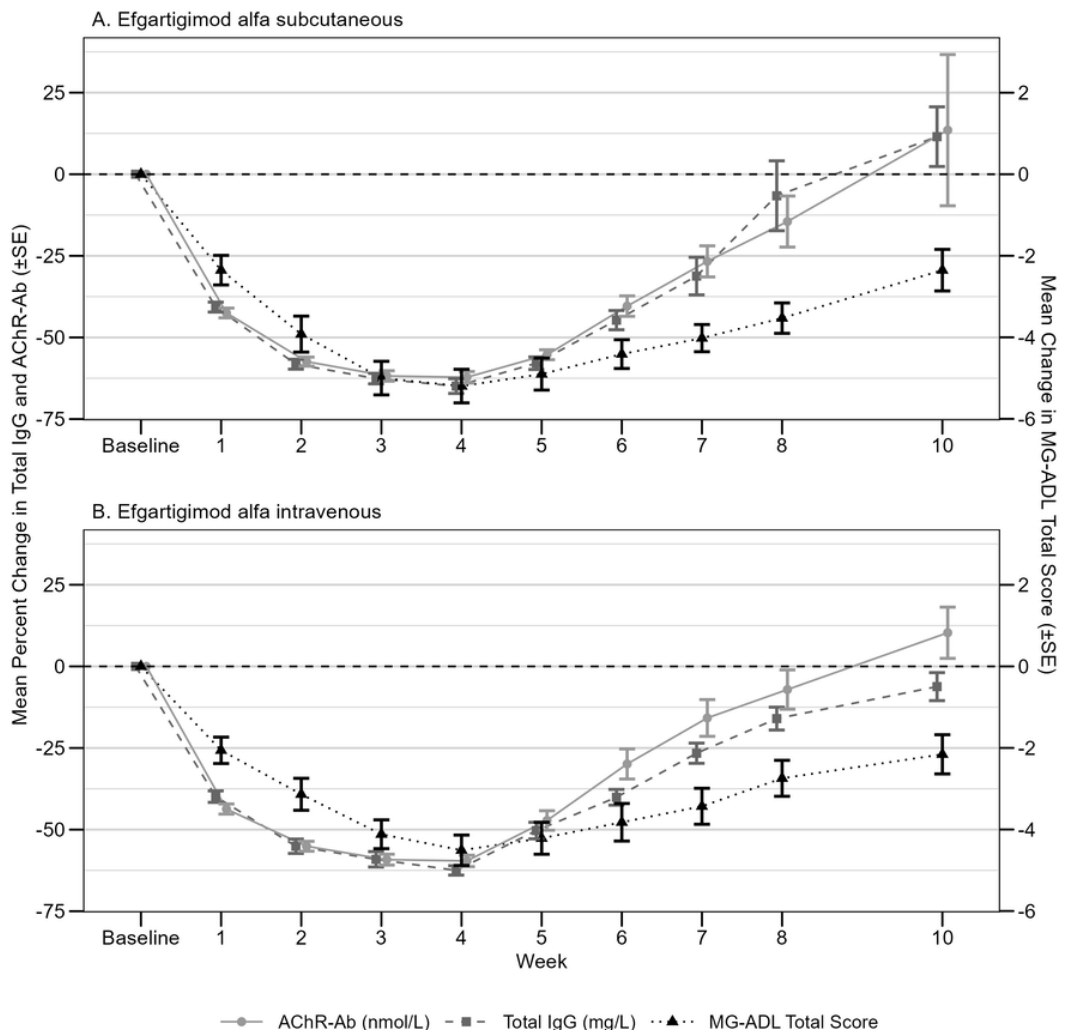 A. Efgartigimod alfa subcutaneous
25
0
-25
-50
-75
2
0
-2
-4
-6
Baseline 1 2 3 4 5 6 7 8 10
Mean Percent Change in Total IgG and AChR-Ab (±SE)
Mean Change in MG-ADL Total Score (±SE)
B. Efgartigimod alfa intravenous
25
0
-25
-50
-75
2
0
-2
-4
-6
Baseline 1 2 3 4 5 6 7 8 10
Week
AChR-Ab (nmol/L) Total IgG (mg/L) MG-ADL Total Score